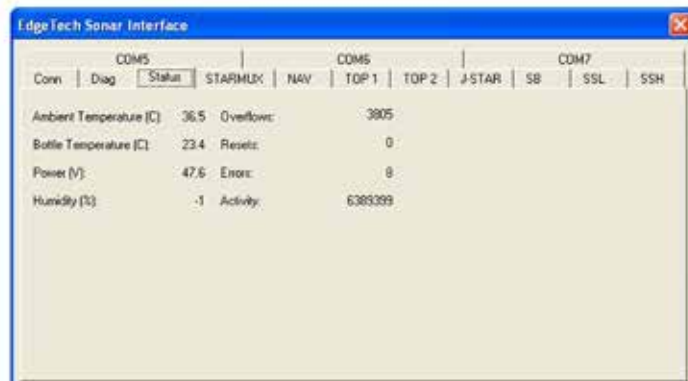 EdgeTech Sonar Interface
COM5 COM6 COM7
Conn Diag Status STARMUX NAV TOP 1 TOP 2 J-STAR SB SSL SSH
Ambient Temperature (C) 36.5 Overflows: 3805
Bottle Temperature (C) 23.4 Resets: 0
Power (V): 47.6 Errors: 8
Humidity (%) -1 Activity: 6389399